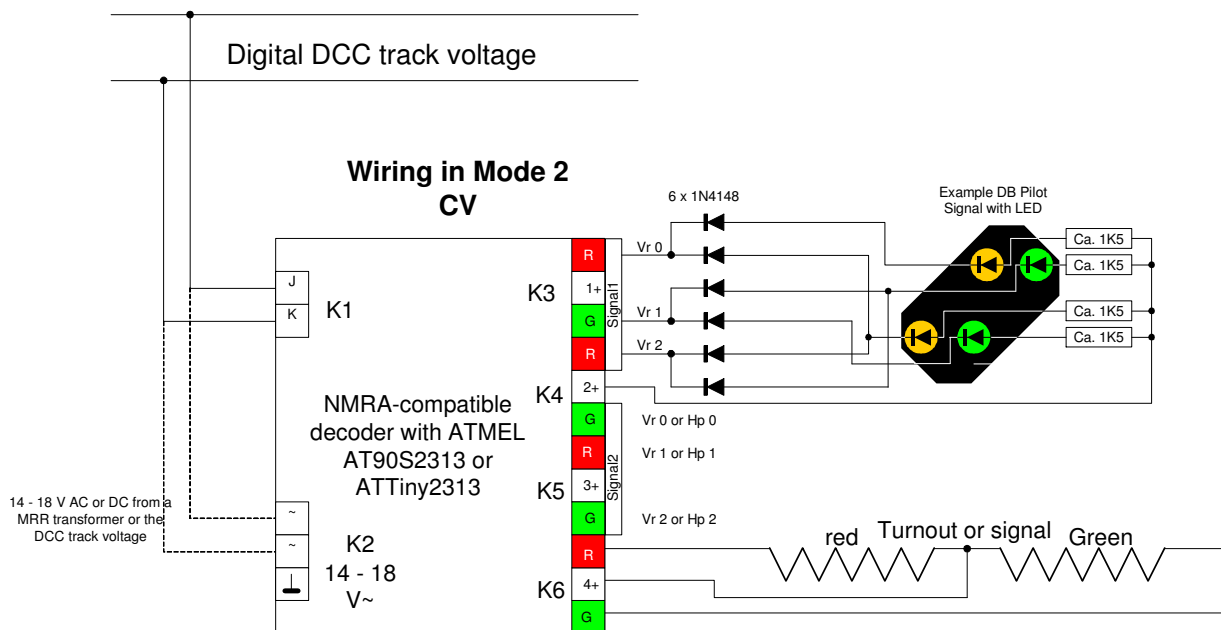 Digital DCC track voltage
Wiring in Mode 2
CV
6 x 1N4148
Example DB Pilot
Signal with LED
J
K
K1
K3
R
1+
G
R
Signal1
Vr 0
Vr 1
Vr 2
Ca. 1K5
Ca. 1K5
Ca. 1K5
Ca. 1K5
NMRA-compatible
decoder with ATMEL
AT90S2313 or
ATTiny2313
K4
2+
G
R
K5
3+
G
Signal2
Vr 0 or Hp 0
Vr 1 or Hp 1
Vr 2 or Hp 2
14 - 18 V AC or DC from a
MRR transformer or the
DCC track voltage
~
~
K2
14 - 18
V~
K6
R
4+
G
red
Turnout or signal
Green